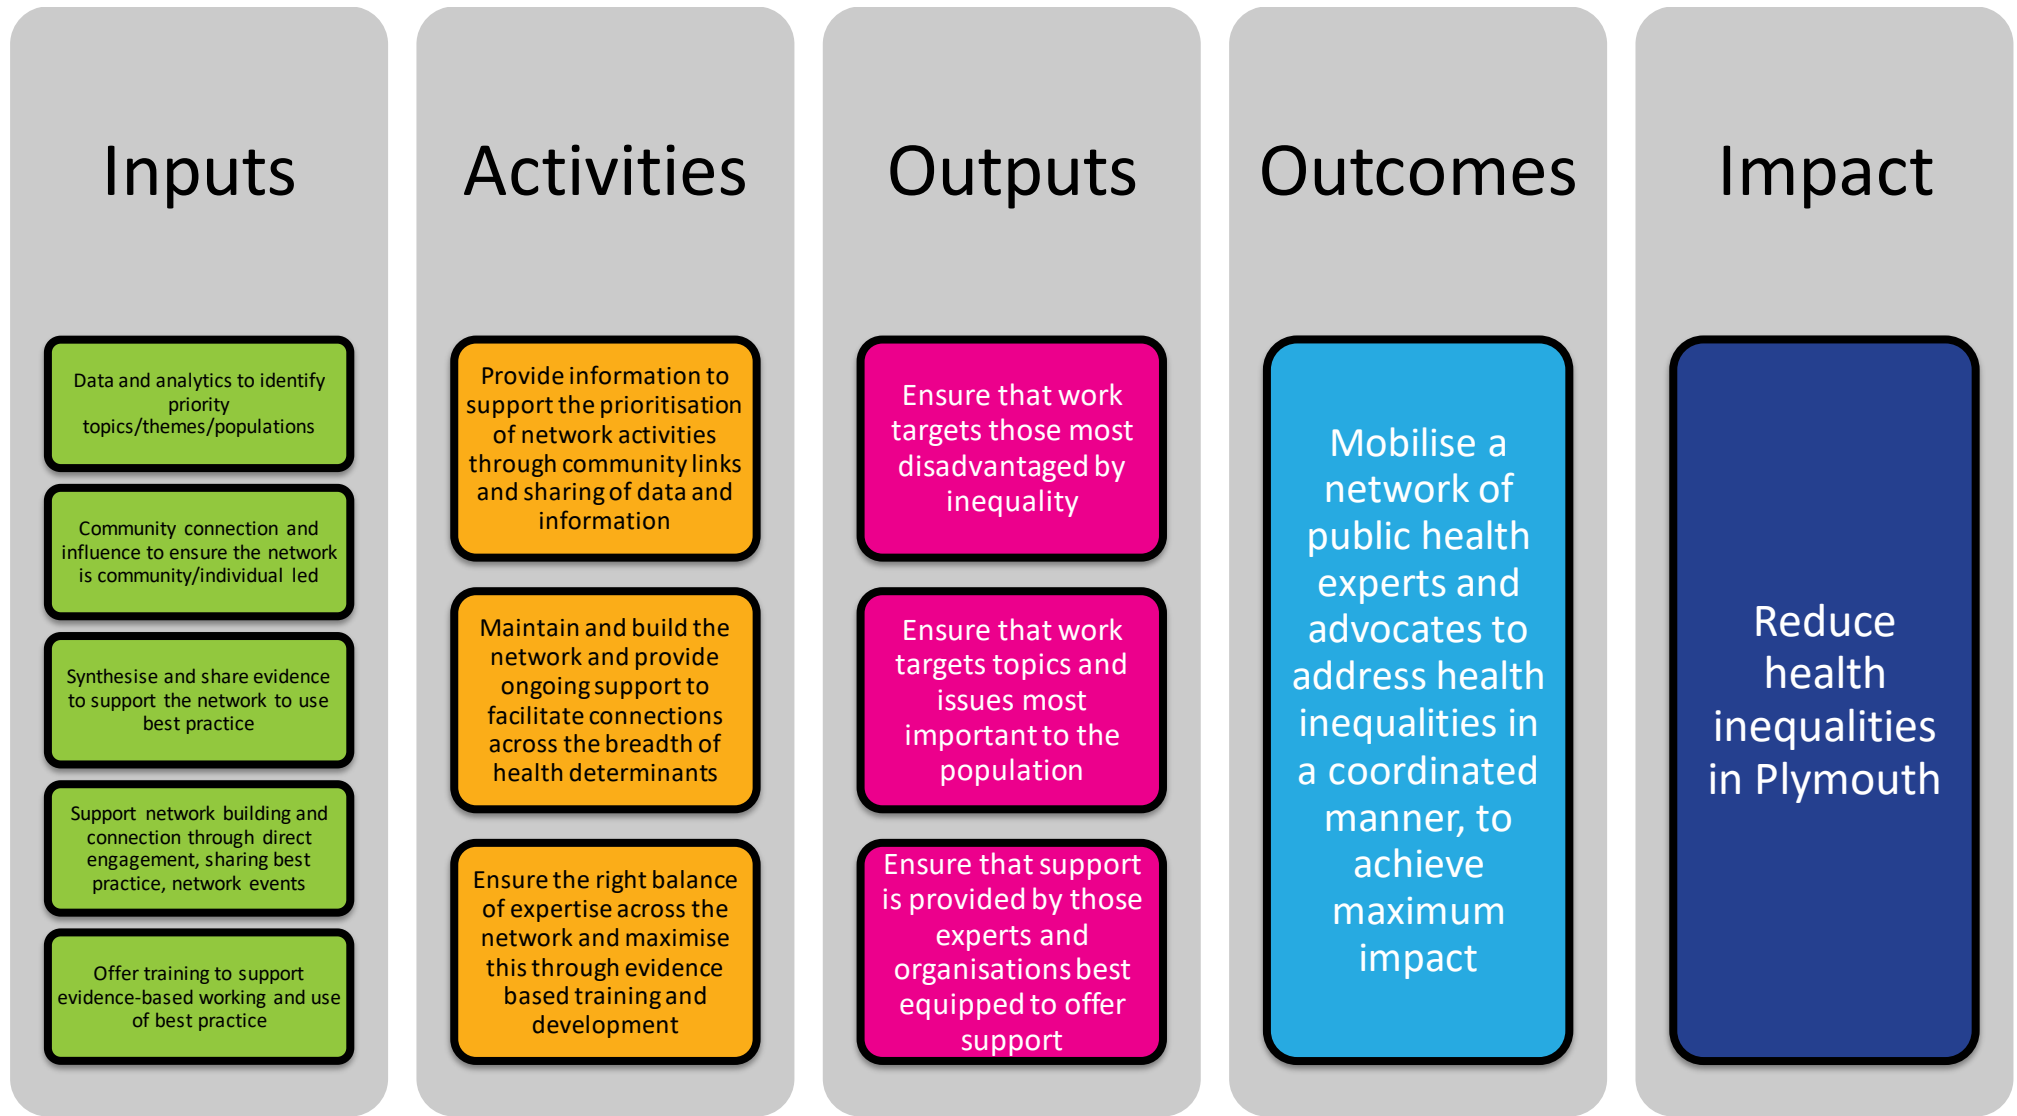 Inputs
Data and analytics to identify
priority
topics/themes/populations
Community connection and
influence to ensure the network
is community/individual led
Synthesise and share evidence
to support the network to use
best practice
Support network building and
connection through direct
engagement, sharing best
practice, network events
Offer training to support
evidence-based working and use
of best practice
Activities
Provide information to
support the prioritisation
of network activities
through community links
and sharing of data and
information
Maintain and build the
network and provide
ongoing support to
facilitate connections
across the breadth of
health determinants
Ensure the right balance
of expertise across the
network and maximise
this through evidence
based training and
development
Outputs
Ensure that work
targets those most
disadvantaged by
inequality
Ensure that work
targets topics and
issues most
important to the
population
Ensure that support
is provided by those
experts and
organisations best
equipped to offer
support
Outcomes
Mobilise a
network of
public health
experts and
advocates to
address health
inequalities in
a coordinated
manner, to
achieve
maximum
impact
Impact
Reduce
health
inequalities
in Plymouth